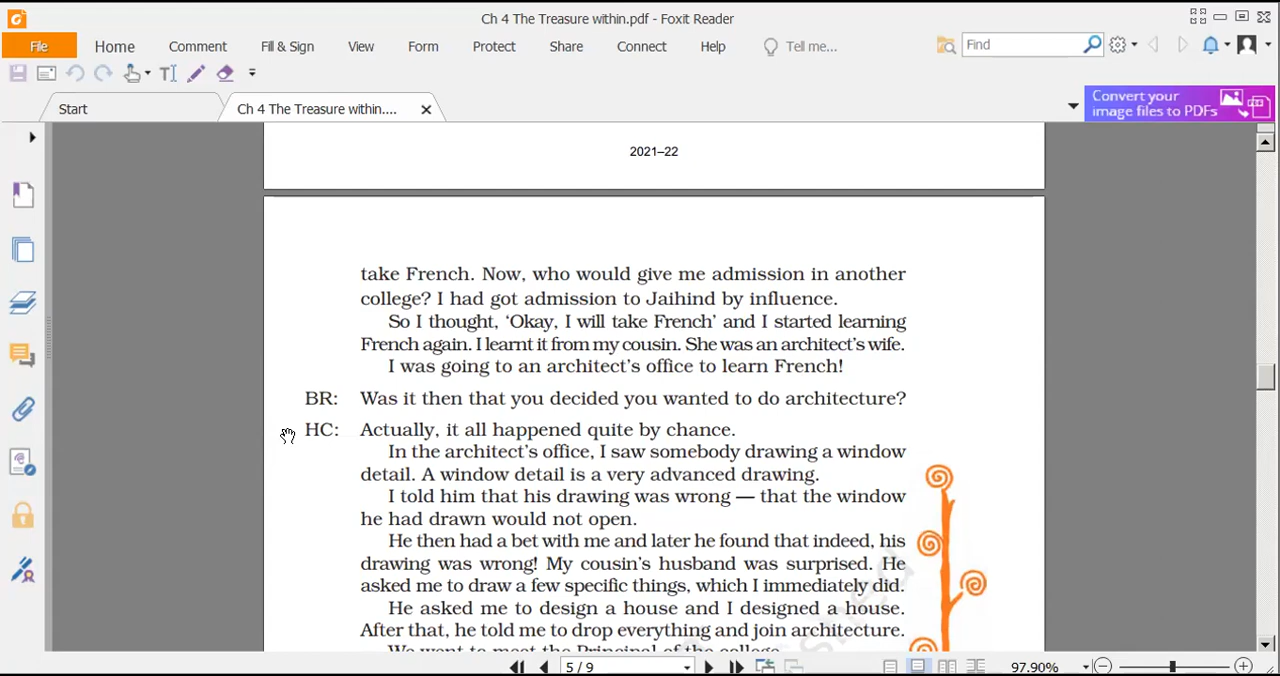 Ch 4 The Treasure within.pdf - Foxit Reader
File Home Comment Fill & Sign View Form Protect Share Connect Help Tell me... Find
Start Ch 4 The Treasure within....
Convert your
image files to PDFs
2021–22
take French. Now, who would give me admission in another
college? I had got admission to Jaihind by influence.
So I thought, ‘Okay, I will take French’ and I started learning
French again. I learnt it from my cousin. She was an architect’s wife.
I was going to an architect’s office to learn French!
BR: Was it then that you decided you wanted to do architecture?
HC: Actually, it all happened quite by chance.
In the architect’s office, I saw somebody drawing a window
detail. A window detail is a very advanced drawing.
I told him that his drawing was wrong — that the window
he had drawn would not open.
He then had a bet with me and later he found that indeed, his
drawing was wrong! My cousin’s husband was surprised. He
asked me to draw a few specific things, which I immediately did.
He asked me to design a house and I designed a house.
After that, he told me to drop everything and join architecture.
We went to meet the Principal of the college.
5 / 9 97.90%